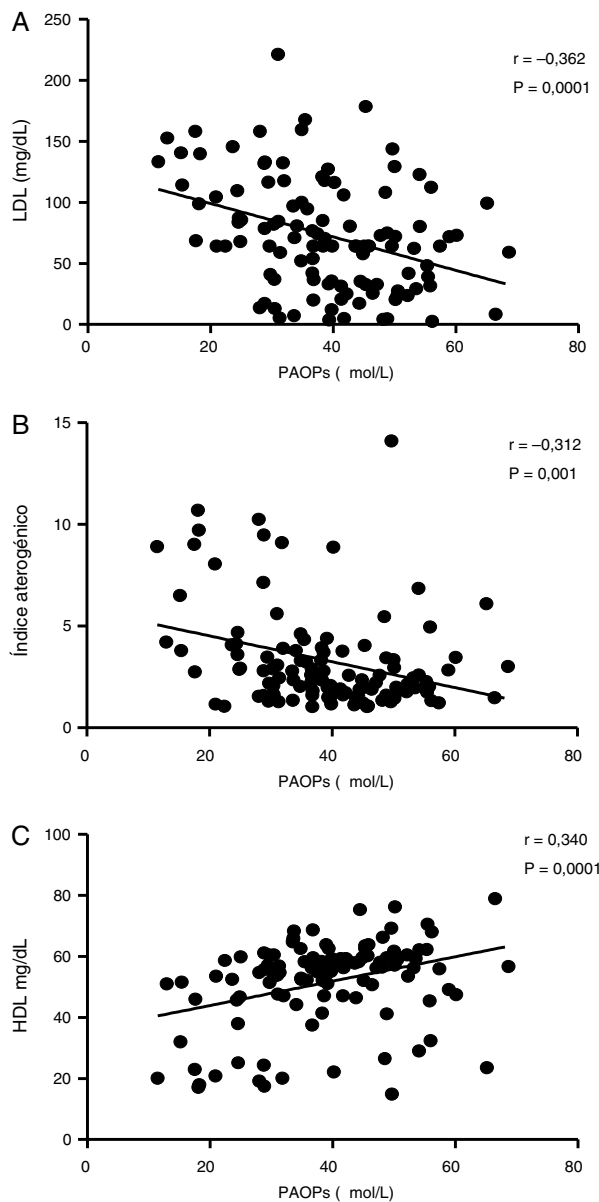 A
250
200
150
100
50
0
LDL (mg/dL)
r = –0,362
P = 0,0001
0 20 40 60 80
PAOPs ( mol/L)
B
15
10
5
0
Índice aterogénico
r = –0,312
P = 0,001
0 20 40 60 80
PAOPs ( mol/L)
C
100
80
60
40
20
0
HDL mg/dL
r = 0,340
P = 0,0001
0 20 40 60 80
PAOPs ( mol/L)